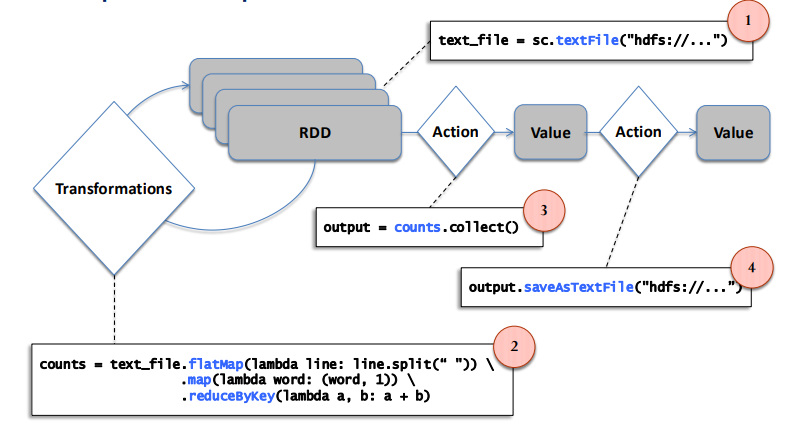 1
text_file = sc.textFile("hdfs://...")
RDD
Action
Value
Action
Value
Transformations
3
output = counts.collect()
4
output.saveAsTextFile("hdfs://...")
2
counts = text_file.flatMap(lambda line: line.split(“ ")) \
.map(lambda word: (word, 1)) \
.reduceByKey(lambda a, b: a + b)